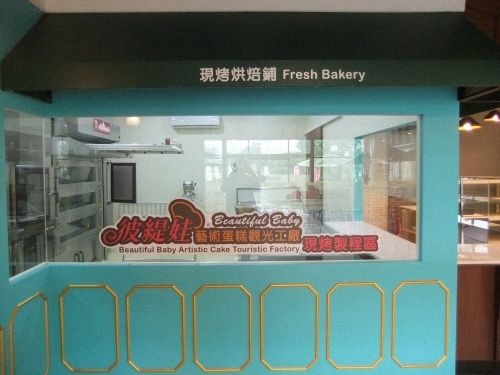 現烤烘焙鋪 Fresh Bakery
彼緹娃 Beautiful Baby
藝術蛋糕觀光工廠 現烤製程區
Beautiful Baby Artistic Cake Touristic Factory